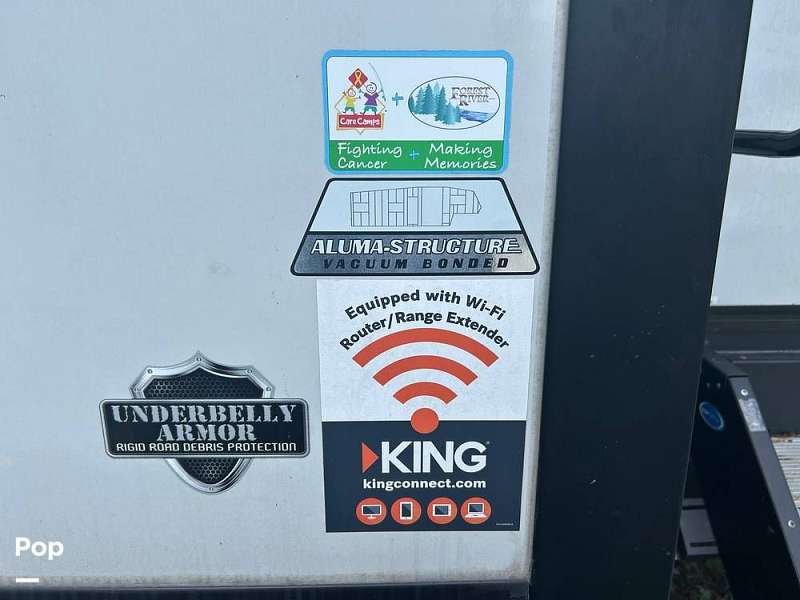 Care Camps
+
FOREST
RIVER
Fighting + Making
Cancer Memories
ALUMA-STRUCTURE
VACUUM BONDED
Equipped with Wi-Fi
Router/Range Extender
UNDERBELLY
ARMOR
RIGID ROAD DEBRIS PROTECTION
KING
kingconnect.com
Pop